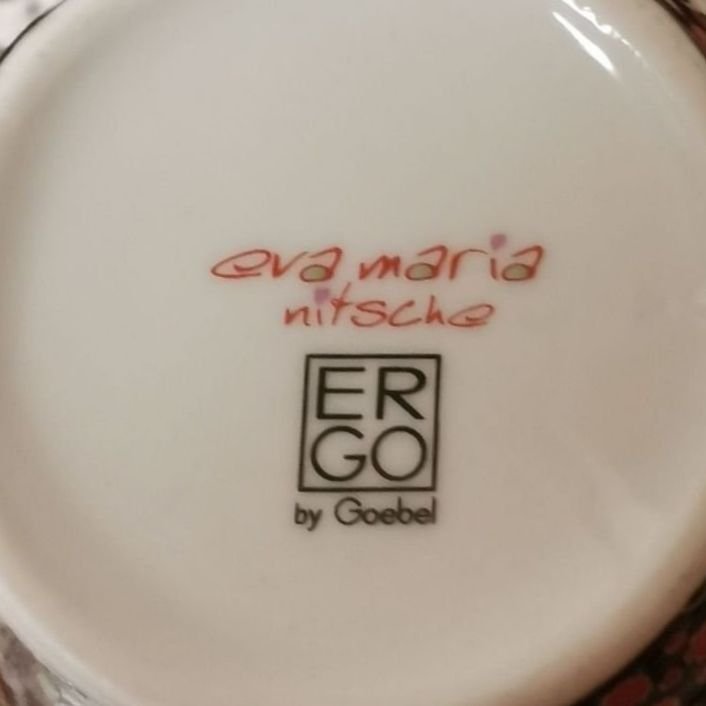 eva maria
nitsche
ER
GO
by Goebel